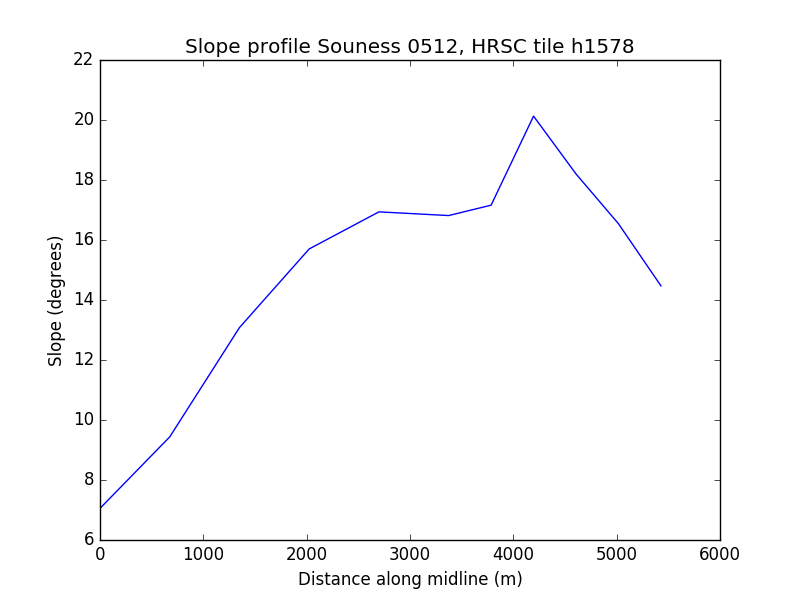 Slope profile Souness 0512, HRSC tile h1578
22
20
18
16
14
12
10
8
6
Slope (degrees)
0 1000 2000 3000 4000 5000 6000
Distance along midline (m)